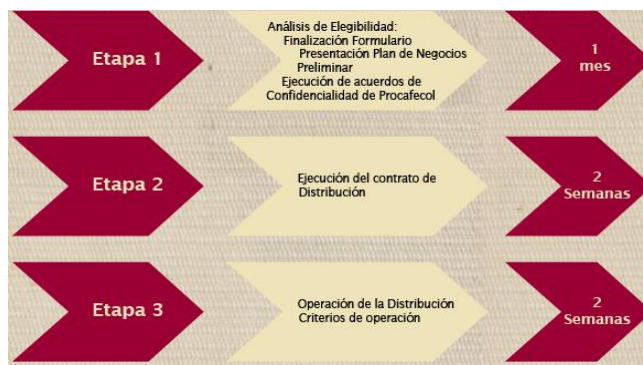 Etapa 1
Análisis de Elegibilidad:
Finalización Formulario
Presentación Plan de Negocios
Preliminar
Ejecución de acuerdos de
Confidencialidad de Procafecol
1
mes
Etapa 2
Ejecución del contrato de
Distribución
2
Semanas
Etapa 3
Operación de la Distribución
Criterios de operación
2
Semanas